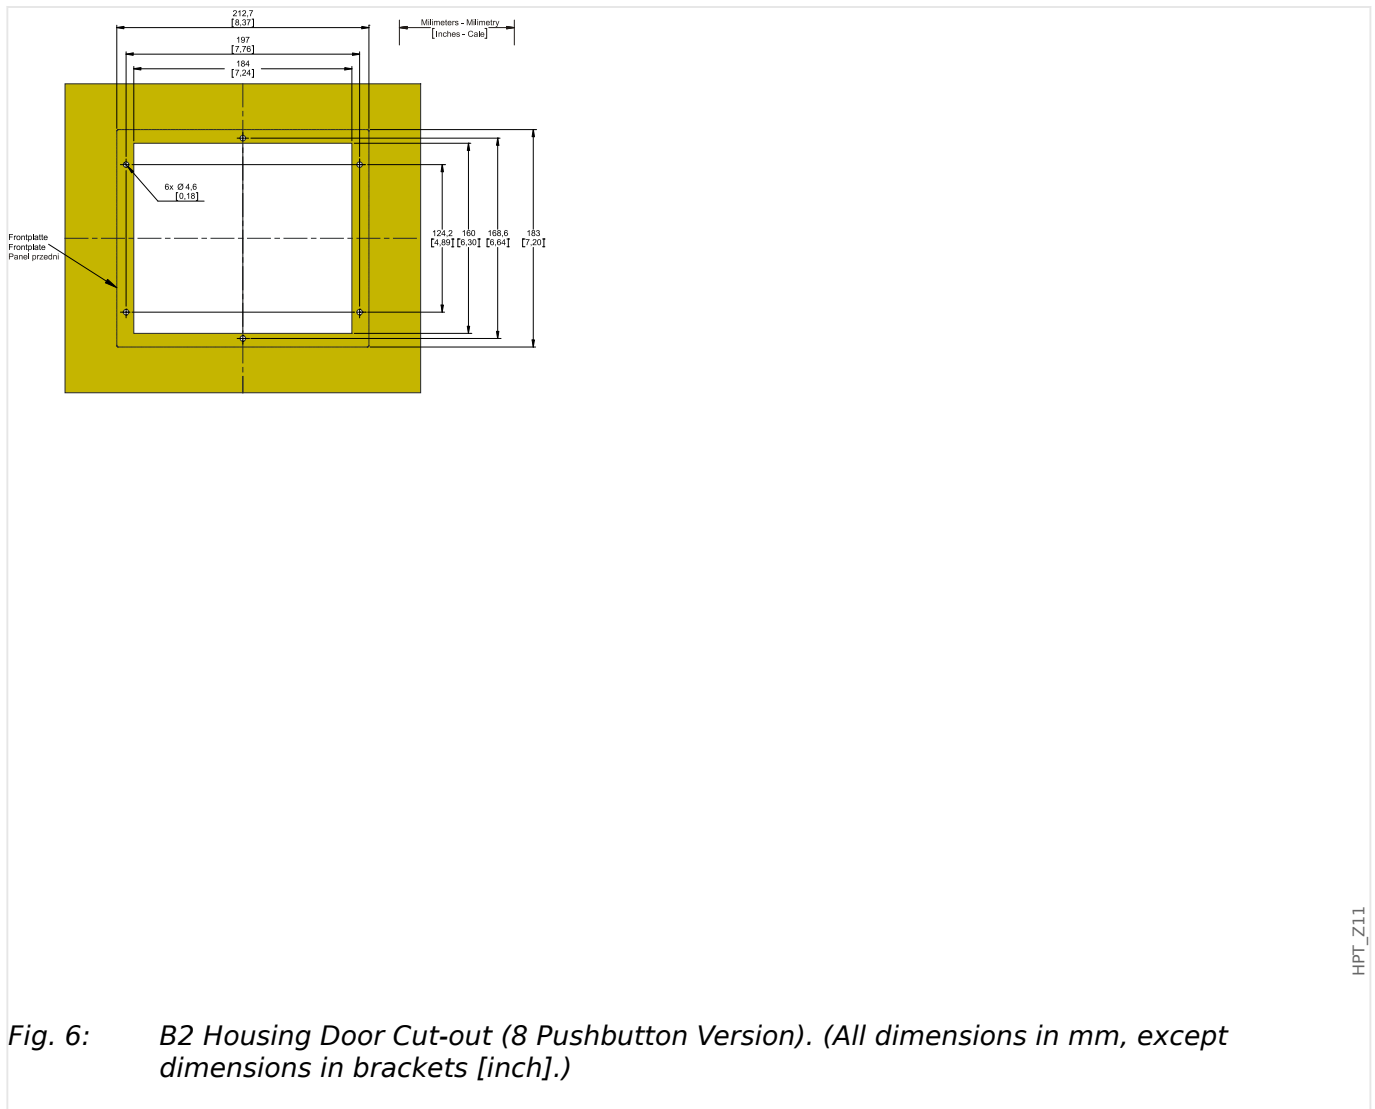 212,7
[8,37]
Milimeters - Milimetry
[Inches - Cale]
197
[7,76]
184
[7,24]
6x Ø 4,6
[0,18]
Frontplatte
Frontplate
Panel przedni
124,2
[4,89]
160
[6,30]
168,6
[6,64]
183
[7,20]
HPT_Z11
Fig. 6: B2 Housing Door Cut-out (8 Pushbutton Version). (All dimensions in mm, except
dimensions in brackets [inch].)